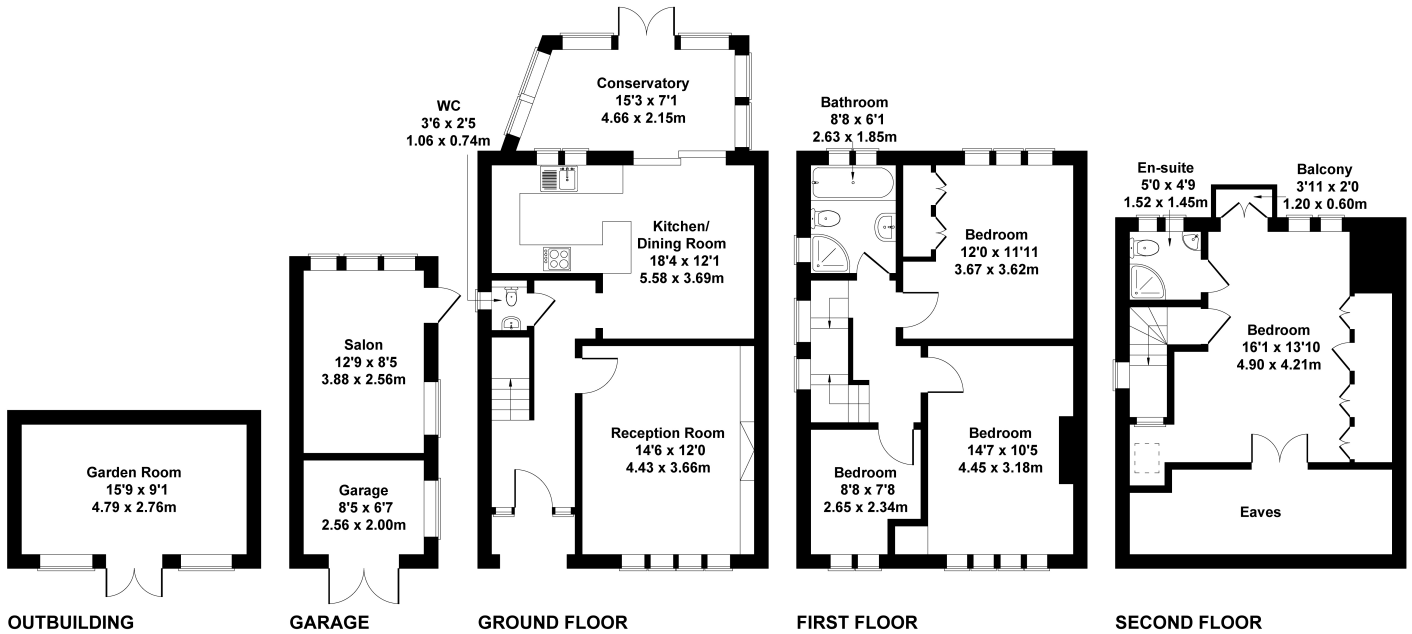 Conservatory
15'3 x 7'1
4.66 x 2.15m
WC
3'6 x 2'5
1.06 x 0.74m
Bathroom
8'8 x 6'1
2.63 x 1.85m
En-suite
5'0 x 4'9
1.52 x 1.45m
Balcony
3'11 x 2'0
1.20 x 0.60m
Kitchen/
Dining Room
18'4 x 12'1
5.58 x 3.69m
Bedroom
12'0 x 11'11
3.67 x 3.62m
Salon
12'9 x 8'5
3.88 x 2.56m
Bedroom
16'1 x 13'10
4.90 x 4.21m
Reception Room
14'6 x 12'0
4.43 x 3.66m
Bedroom
14'7 x 10'5
4.45 x 3.18m
Garden Room
15'9 x 9'1
4.79 x 2.76m
Garage
8'5 x 6'7
2.56 x 2.00m
Bedroom
8'8 x 7'8
2.65 x 2.34m
Eaves
OUTBUILDING
GARAGE
GROUND FLOOR
FIRST FLOOR
SECOND FLOOR